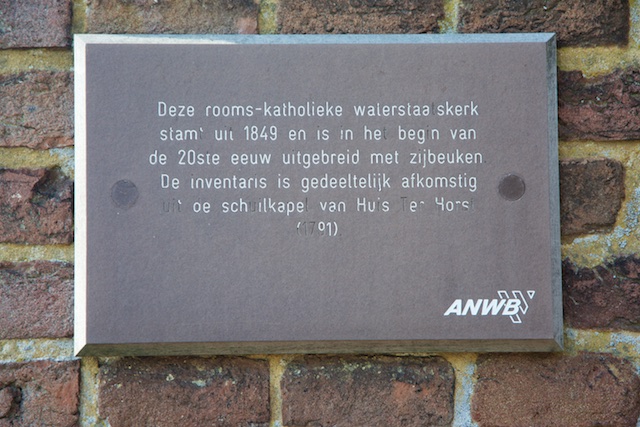 Deze rooms-katholieke waterstaatskerk
stamt uit 1849 en is in het begin van
de 20ste eeuw uitgebreid met zijbeuken
De inventaris is gedeeltelijk afkomstig
uit de schuilkapel van Huis Ter Horst
(1791)
ANWB